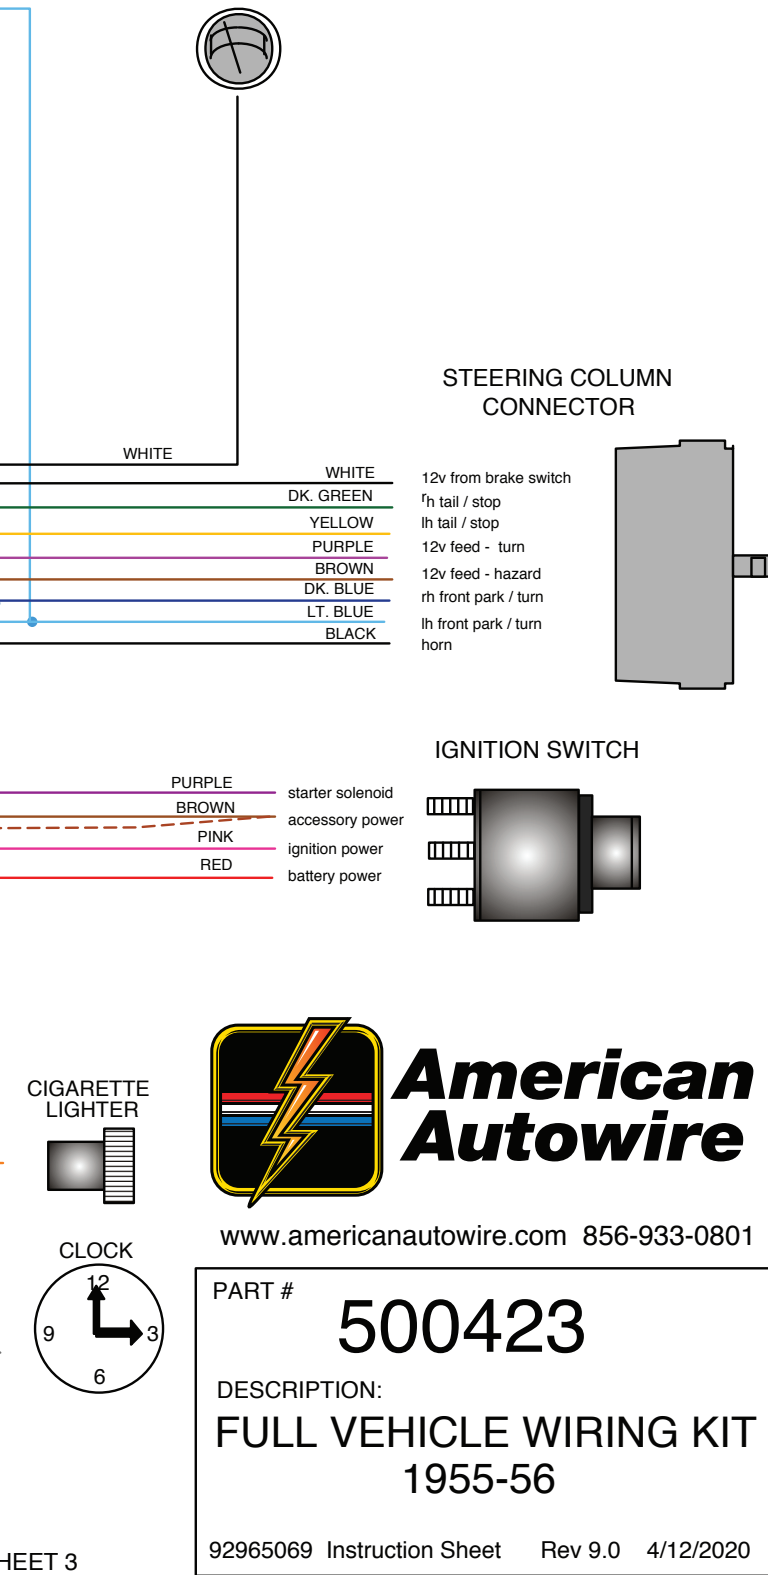 STEERING COLUMN
CONNECTOR
WHITE
WHITE 12v from brake switch
DK. GREEN rh tail / stop
YELLOW lh tail / stop
PURPLE 12v feed - turn
BROWN 12v feed - hazard
DK. BLUE rh front park / turn
LT. BLUE lh front park / turn
BLACK horn
IGNITION SWITCH
PURPLE starter solenoid
BROWN accessory power
PINK ignition power
RED battery power
CIGARETTE
LIGHTER
American
Autowire
www.americanautowire.com 856-933-0801
CLOCK
12
9 3
6
PART #
500423
DESCRIPTION:
FULL VEHICLE WIRING KIT
1955-56
92965069 Instruction Sheet Rev 9.0 4/12/2020
HEET 3